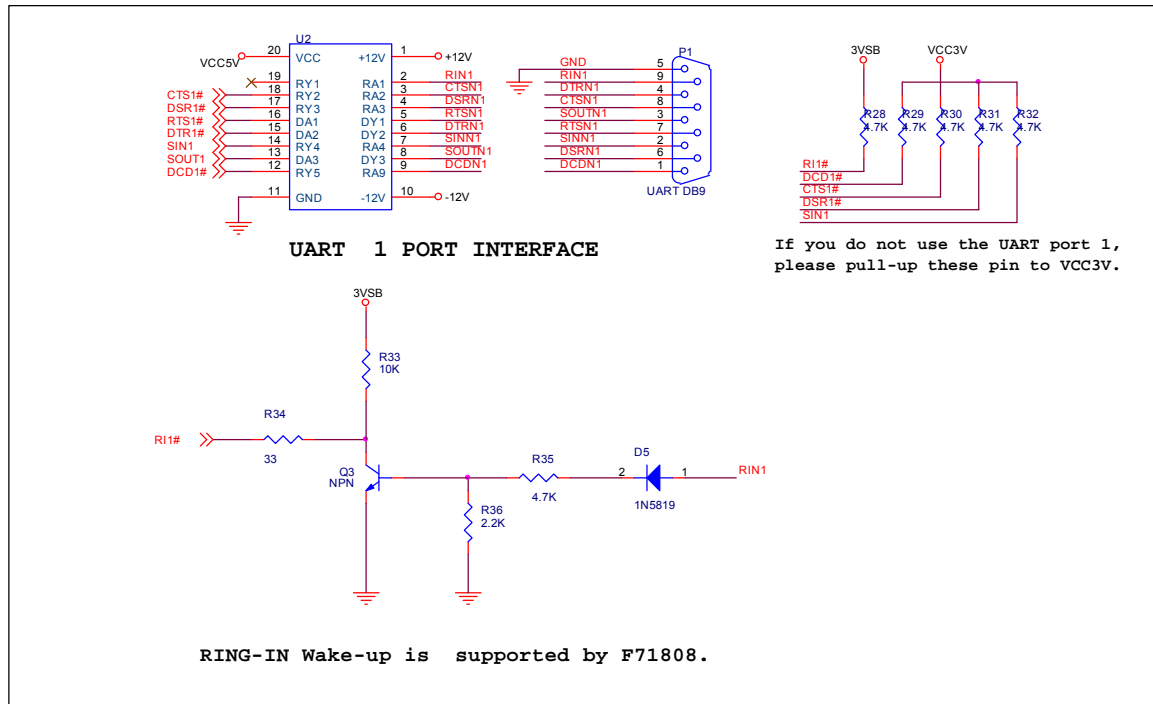 U2
VCC5V
20 VCC +12V 1 +12V
19 RY1 RA1 2 RIN1
CTS1# 18 RY2 RA2 3 CTSN1
DSR1# 17 RY3 RA3 4 DSRN1
RTS1# 16 DA1 DY1 5 RTSN1
DTR1# 15 DA2 DY2 6 DTRN1
SIN1 14 RY4 RA4 7 SINN1
SOUT1 13 DA3 DY3 8 SOUTN1
DCD1# 12 RY5 RA9 9 DCDN1
11 GND -12V 10 -12V
UART 1 PORT INTERFACE
P1
GND 5
RIN1 9
DTRN1 4
CTSN1 8
SOUTN1 3
RTSN1 7
SINN1 2
DSRN1 6
DCDN1 1
UART DB9
3VSB VCC3V
R28 R29 R30 R31 R32
4.7K 4.7K 4.7K 4.7K 4.7K
RI1#
DCD1#
CTS1#
DSR1#
SIN1
If you do not use the UART port 1,
please pull-up these pin to VCC3V.
3VSB
R33
10K
R34
RI1#
33
Q3
NPN
R35
4.7K
D5
2 1 RIN1
1N5819
R36
2.2K
RING-IN Wake-up is supported by F71808.